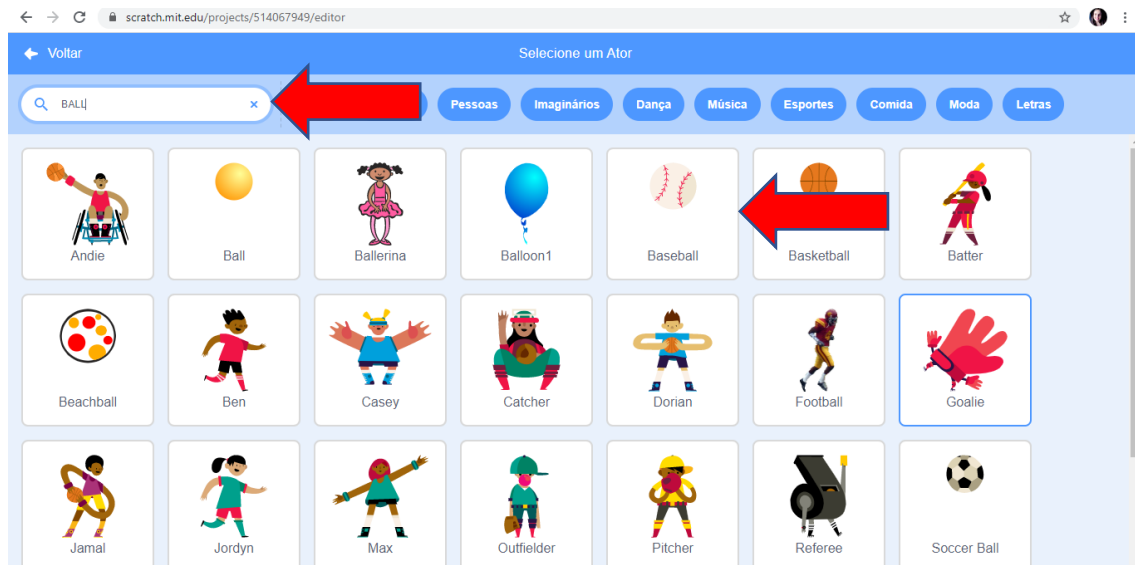 scratch.mit.edu/projects/514067949/editor
Voltar
Selecione um Ator
BALL
Pessoas
Imaginários
Dança
Música
Esportes
Comida
Moda
Letras
Andie
Ball
Ballerina
Balloon1
Baseball
Basketball
Batter
Beachball
Ben
Casey
Catcher
Dorian
Football
Goalie
Jamal
Jordyn
Max
Outfielder
Pitcher
Referee
Soccer Ball